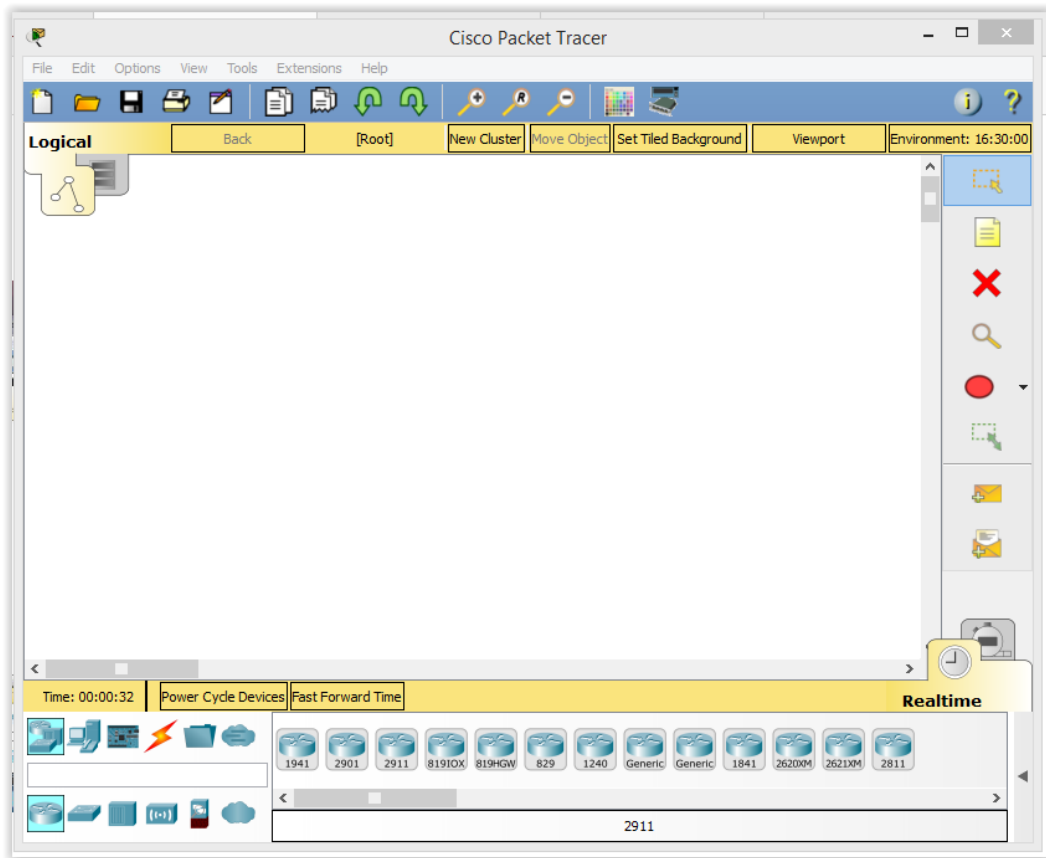 Cisco Packet Tracer
File Edit Options View Tools Extensions Help
Logical Back [Root] New Cluster Move Object Set Tiled Background Viewport Environment: 16:30:00
Time: 00:00:32 Power Cycle Devices Fast Forward Time Realtime
1941 2901 2911 819IOX 819HGW 829 1240 Generic Generic 1841 2620XM 2621XM 2811
2911